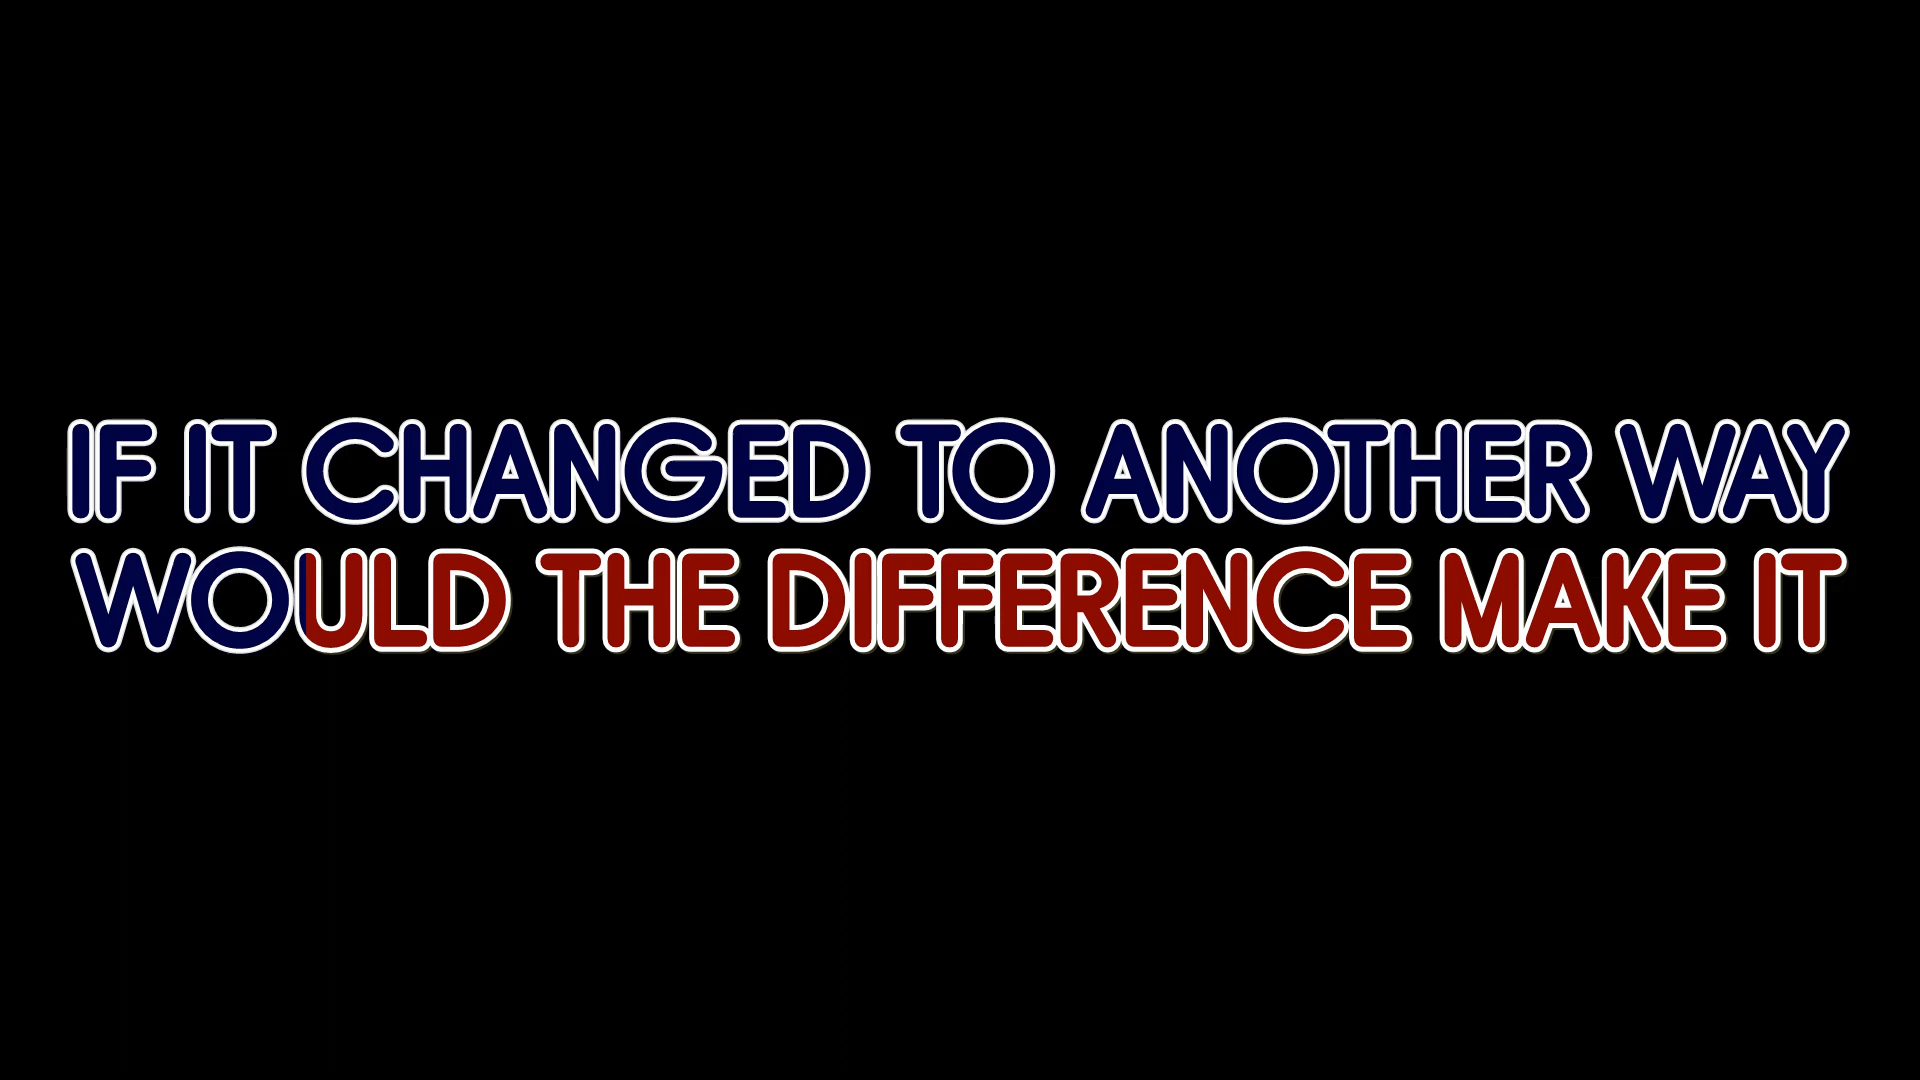 IF IT CHANGED TO ANOTHER WAY
WOULD THE DIFFERENCE MAKE IT